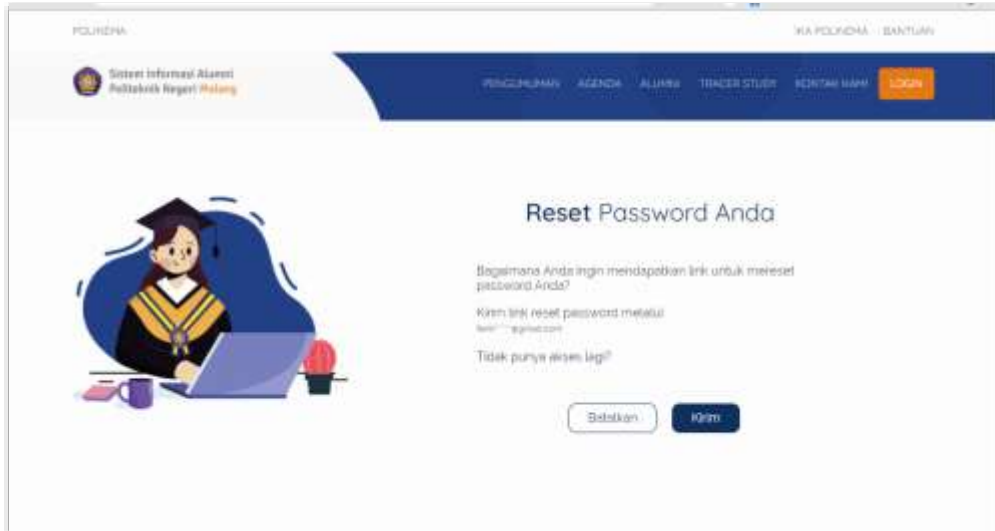 POLINEMA
IKA POLINEMA
BANTUAN
Sistem Informasi Alumni
Politeknik Negeri Malang
PENGUMUMAN
AGENDA
ALUMNI
TRACER STUDY
KONTAK KAMI
LOGIN
Reset Password Anda
Bagaimana Anda ingin mendapatkan link untuk mereset
password Anda?
Kirim link reset password melalui
Tidak punya akses lagi?
Batalkan
Kirim